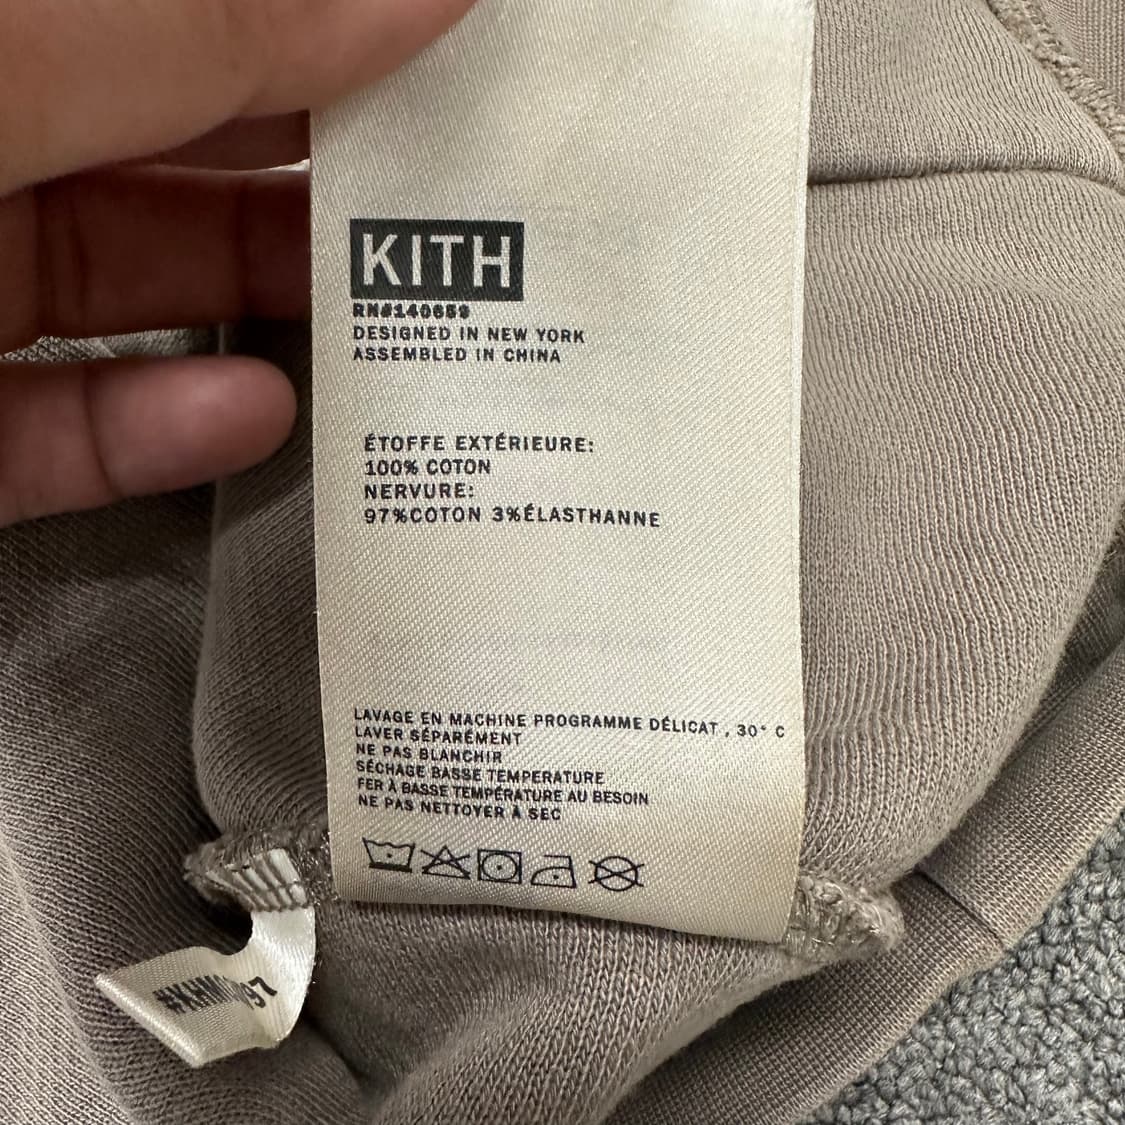 KITH
RN#140659
DESIGNED IN NEW YORK
ASSEMBLED IN CHINA
ÉTOFFE EXTÉRIEURE:
100% COTON
NERVURE:
97%COTON 3%ÉLASTHANNE
LAVAGE EN MACHINE PROGRAMME DÉLICAT , 30° C
LAVER SÉPARÉMENT
NE PAS BLANCHIR
SÉCHAGE BASSE TEMPERATURE
FER À BASSE TEMPÉRATURE AU BESOIN
NE PAS NETTOYER À SEC